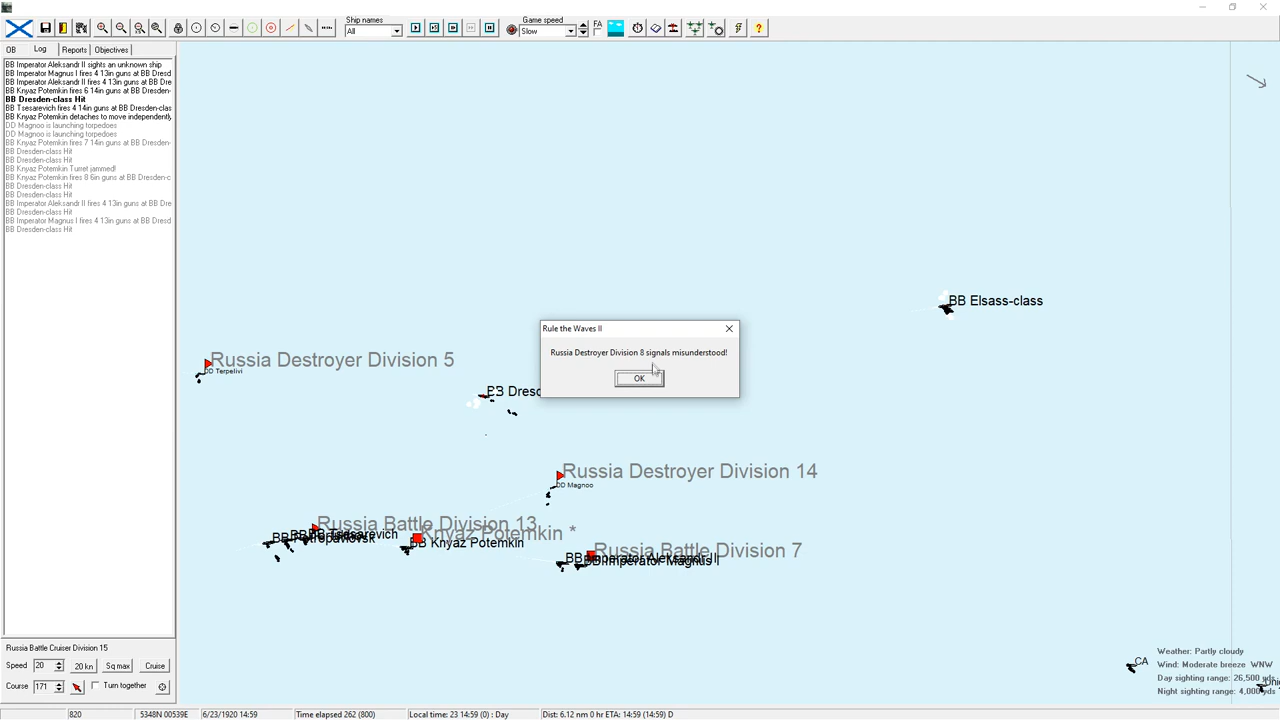 Ship names
All
Game speed
Slow
FA
OB
Log
Reports
Objectives
BB Imperator Aleksandr II sights an unknown ship
BB Imperator Magnus I fires 4 13in guns at BB Dresd
BB Imperator Aleksandr II fires 4 13in guns at BB Dre
BB Knyaz Potemkin fires 6 14in guns at BB Dresden-
BB Dresden-class Hit
BB Tsesarevich fires 4 14in guns at BB Dresden-clas
BB Knyaz Potemkin detaches to move independently
DD Magnoo is launching torpedoes
DD Magnoo is launching torpedoes
BB Knyaz Potemkin fires 7 14in guns at BB Dresden-
BB Dresden-class Hit
BB Dresden-class Hit
BB Knyaz Potemkin Turret jammed!
BB Knyaz Potemkin fires 8 6in guns at BB Dresden-c
BB Dresden-class Hit
BB Dresden-class Hit
BB Imperator Aleksandr II fires 4 13in guns at BB Dre
BB Dresden-class Hit
BB Imperator Magnus I fires 4 13in guns at BB Dresd
BB Dresden-class Hit
BB Elsass-class
Rule the Waves II
Russia Destroyer Division 8 signals misunderstood!
OK
Russia Destroyer Division 5
DD Terpelivi
Russia Destroyer Division 14
DD Magnoo
Russia Battle Division 13
Knyaz Potemkin *
BB Knyaz Potemkin
Russia Battle Division 7
BB Imperator Aleksandr II
Imperator Magnus I
CA
Weather: Partly cloudy
Wind: Moderate breeze WNW
Day sighting range: 26,500 yds
Night sighting range: 4,000 yds
Russia Battle Cruiser Division 15
Speed 20 20 kn Sq max Cruise
Course 171 Turn together
820
5348N 00539E
6/23/1920 14:59
Time elapsed 262 (800)
Local time: 23 14:59 (0) : Day
Dist: 6.12 nm 0 hr ETA: 14:59 (14:59) D